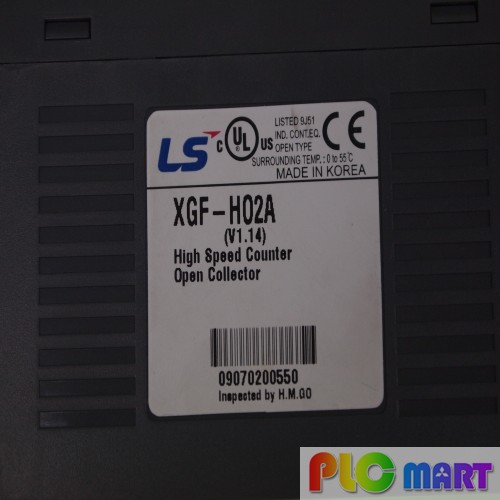 LS
C UL US
LISTED 9J51
IND. CONT.EQ.
OPEN TYPE
CE
SURROUNDING TEMP. : 0 to 55℃
MADE IN KOREA
XGF-H02A
(V1.14)
High Speed Counter
Open Collector
09070200550
Inspected by H.M.GO
PLC MART